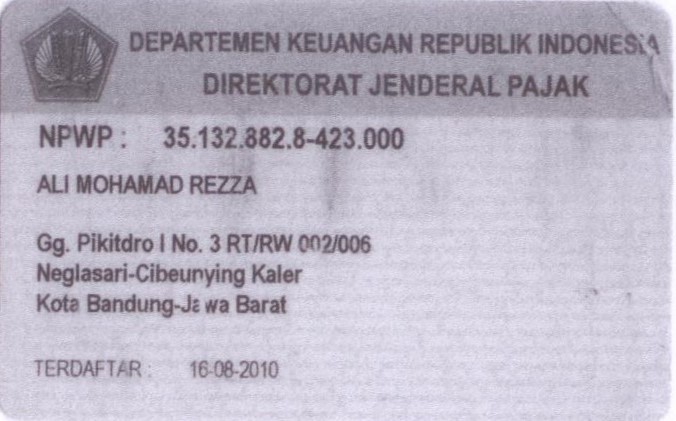 DEPARTEMEN KEUANGAN REPUBLIK INDONESIA
DIREKTORAT JENDERAL PAJAK
NPWP : 35.132.882.8-423.000
ALI MOHAMAD REZZA
Gg. Pikitdro I No. 3 RT/RW 002/006
Neglasari-Cibeunying Kaler
Kota Bandung-Jawa Barat
TERDAFTAR : 16-08-2010